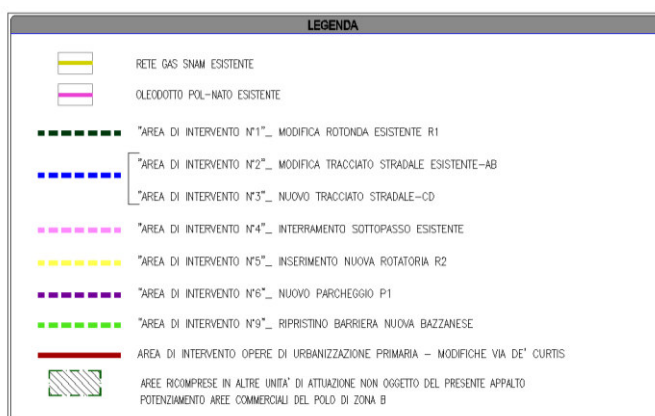 LEGENDA
RETE GAS SNAM ESISTENTE
OLEODOTTO POL-NATO ESISTENTE
"AREA DI INTERVENTO N°1"_ MODIFICA ROTONDA ESISTENTE R1
"AREA DI INTERVENTO N°2"_ MODIFICA TRACCIATO STRADALE ESISTENTE-AB
"AREA DI INTERVENTO N°3"_ NUOVO TRACCIATO STRADALE-CD
"AREA DI INTERVENTO N°4"_ INTERRAMENTO SOTTOPASSO ESISTENTE
"AREA DI INTERVENTO N°5"_ INSERIMENTO NUOVA ROTATORIA R2
"AREA DI INTERVENTO N°6"_ NUOVO PARCHEGGIO P1
"AREA DI INTERVENTO N°9"_ RIPRISTINO BARRIERA NUOVA BAZZANESE
AREA DI INTERVENTO OPERE DI URBANIZZAZIONE PRIMARIA - MODIFICHE VIA DE' CURTIS
AREE RICOMPRESE IN ALTRE UNITA' DI ATTUAZIONE NON OGGETTO DEL PRESENTE APPALTO
POTENZIAMENTO AREE COMMERCIALI DEL POLO DI ZONA B